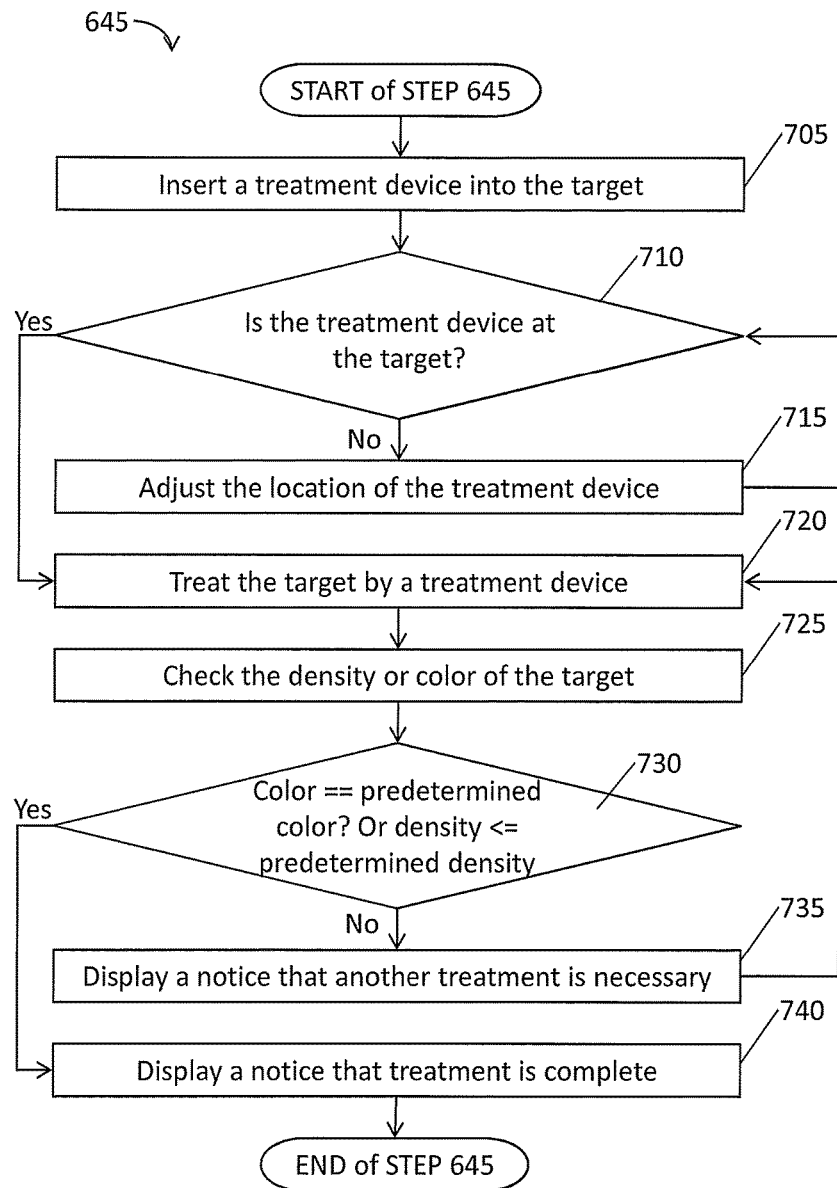 645
START of STEP 645
705
Insert a treatment device into the target
710
Yes
Is the treatment device at
the target?
No
715
Adjust the location of the treatment device
720
Treat the target by a treatment device
725
Check the density or color of the target
730
Yes
Color == predetermined
color? Or density <=
predetermined density
No
735
Display a notice that another treatment is necessary
740
Display a notice that treatment is complete
END of STEP 645